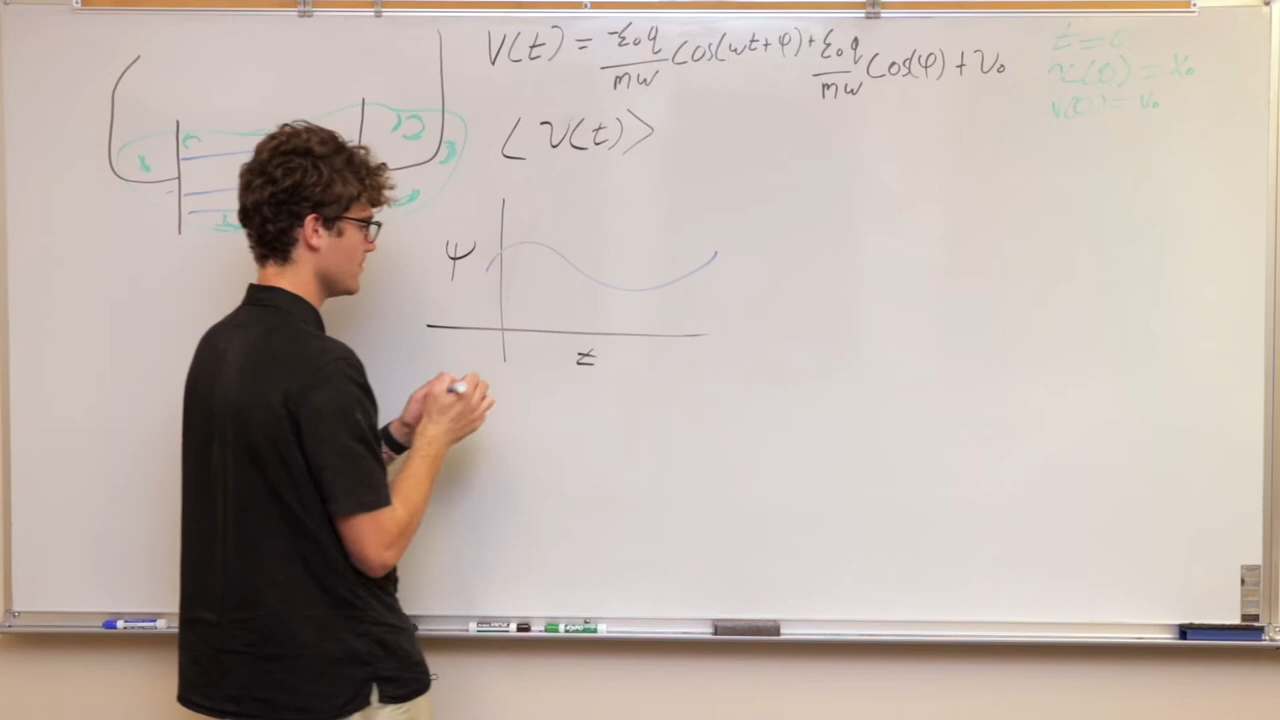 V(t) = -ε₀q/mω cos(ωt+φ) + ε₀q/mω cos(φ) + v₀
t=0
x(0) = x₀
v(0) = v₀
⟨v(t)⟩
ψ
z